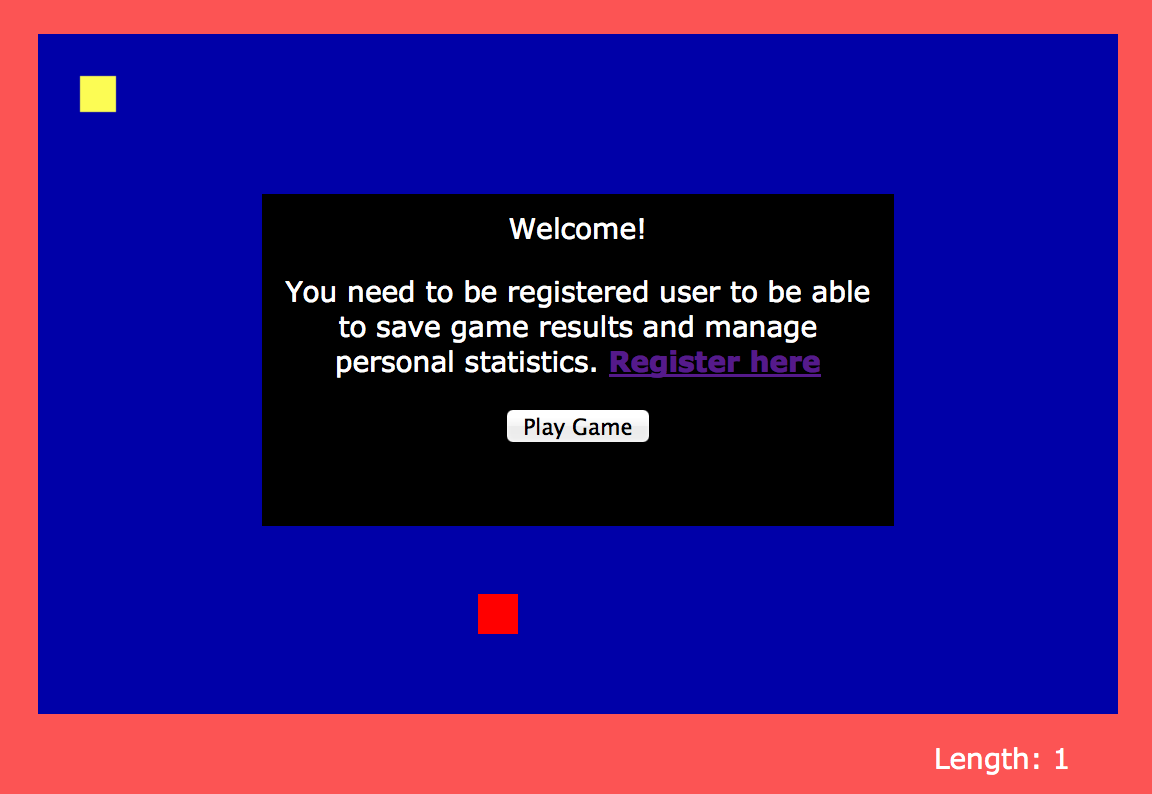 Welcome!
You need to be registered user to be able
to save game results and manage
personal statistics. Register here
Play Game
Length: 1